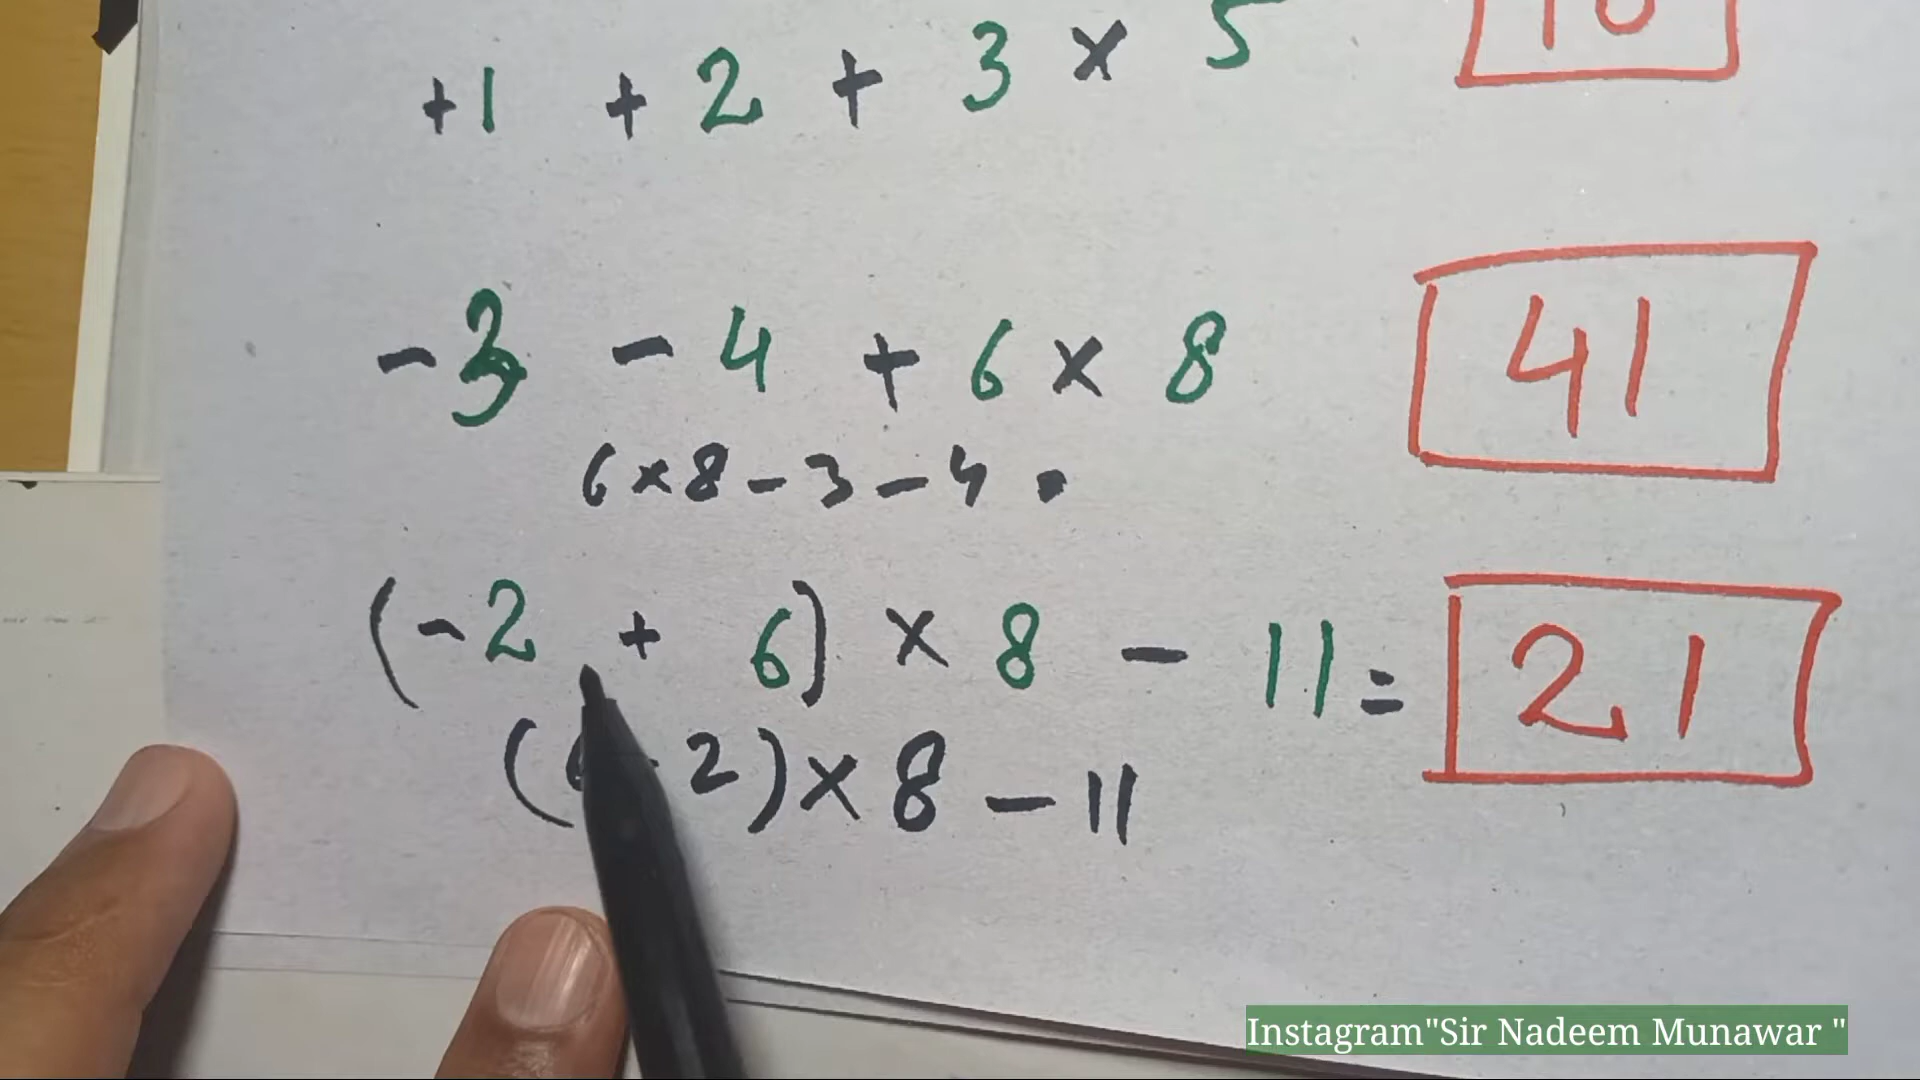 +1 + 2 + 3 × 5
-3 - 4 + 6 × 8 41
6×8-3-4
(-2 + 6) × 8 - 11 = 21
2)×8-11
Instagram"Sir Nadeem Munawar "